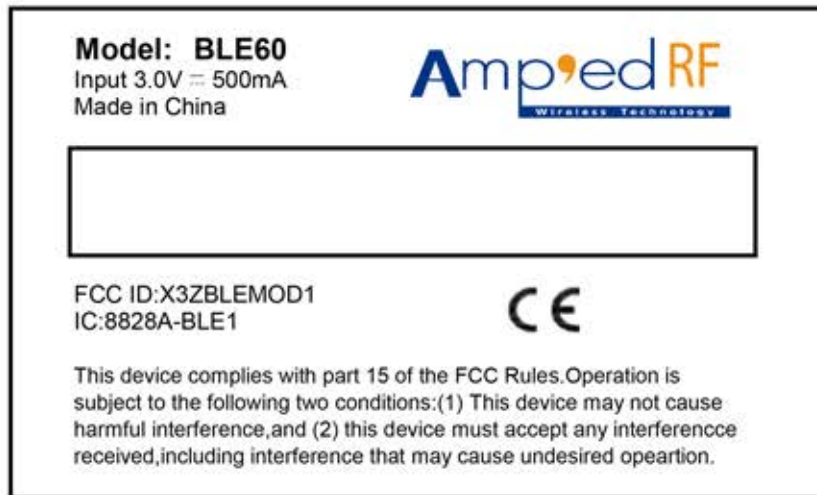 Model: BLE60
Input 3.0V ⎓ 500mA
Made in China
Amp'ed RF
Wireless Technology
FCC ID:X3ZBLEMOD1
IC:8828A-BLE1
CE
This device complies with part 15 of the FCC Rules.Operation is
subject to the following two conditions:(1) This device may not cause
harmful interference,and (2) this device must accept any interferencce
received,including interference that may cause undesired opeartion.